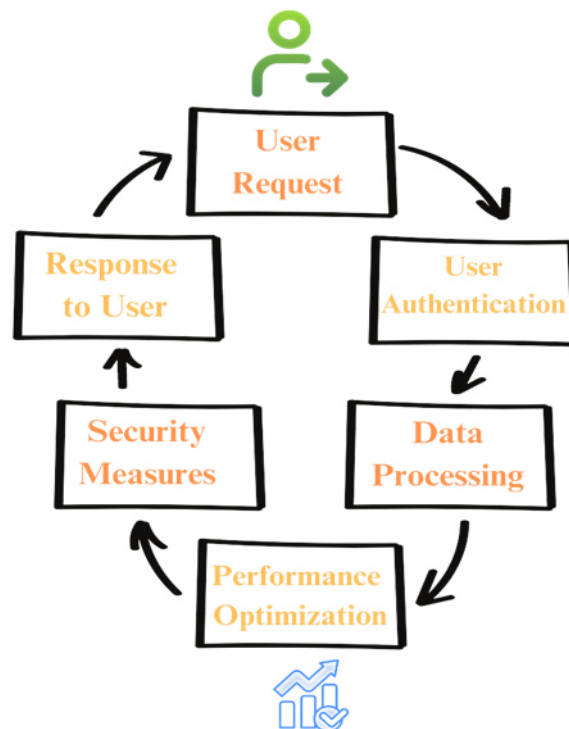 User
Request
User
Authentication
Data
Processing
Performance
Optimization
Security
Measures
Response
to User